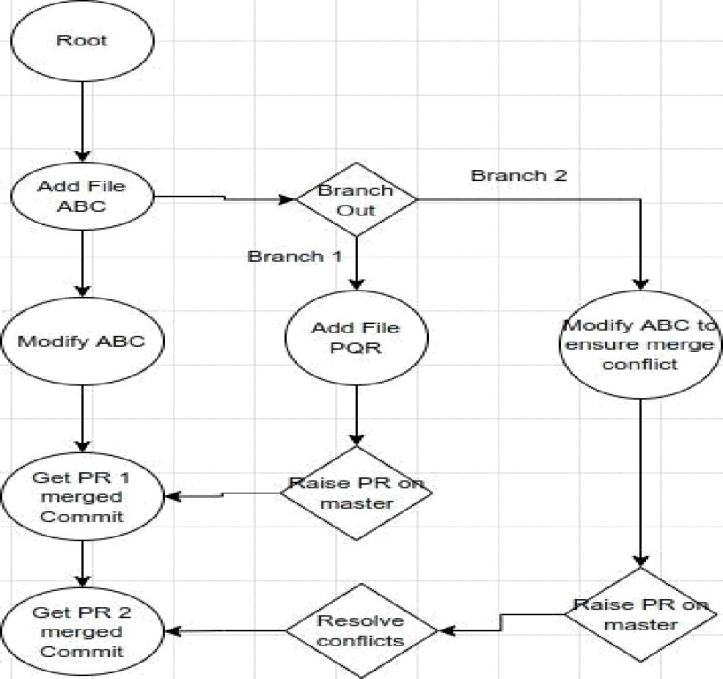 Root
Add File
ABC
Branch
Out
Branch 2
Branch 1
Modify ABC
Add File
PQR
Modify ABC to
ensure merge
conflict
Get PR 1
merged
Commit
Raise PR on
master
Get PR 2
merged
Commit
Resolve
conflicts
Raise PR on
master